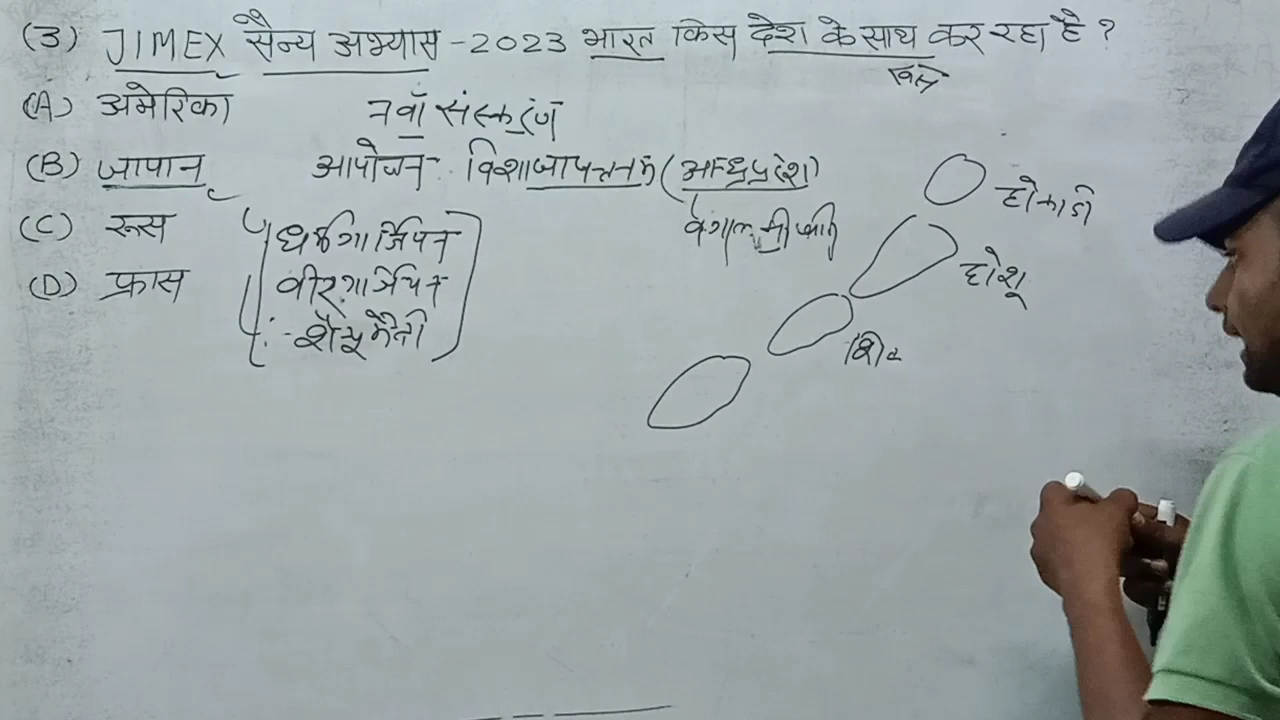 (3) JIMEX सैन्य अभ्यास - 2023 भारत किस देश के साथ कर रहा है ?
(A) अमेरिका
नवाँ संस्करण
(B) जापान
आयोजन - विशाखापत्तनम (आन्ध्रप्रदेश)
(C) रूस
धर्मगार्जियन
बंगाल की खाड़ी
(D) फ्रांस
वीरगार्जियन
होकाडो
होंशू
शिन्यू मैत्री
शिको